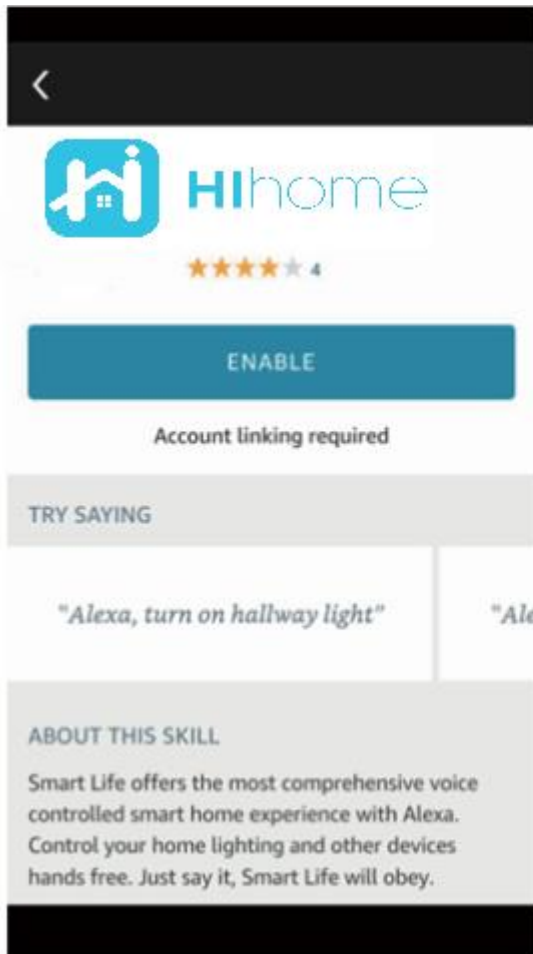 HIhome
4
ENABLE
Account linking required
TRY SAYING
"Alexa, turn on hallway light"
"Ale
ABOUT THIS SKILL
Smart Life offers the most comprehensive voice
controlled smart home experience with Alexa.
Control your home lighting and other devices
hands free. Just say it, Smart Life will obey.